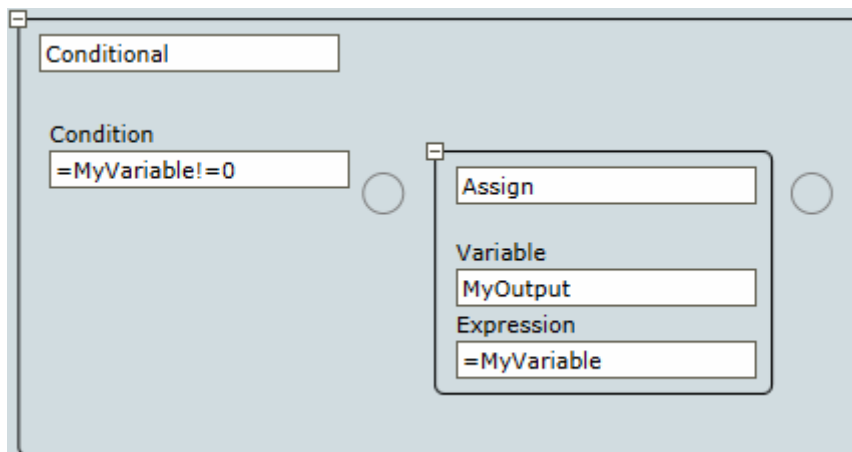 Conditional
Condition
=MyVariable!=0
Assign
Variable
MyOutput
Expression
=MyVariable